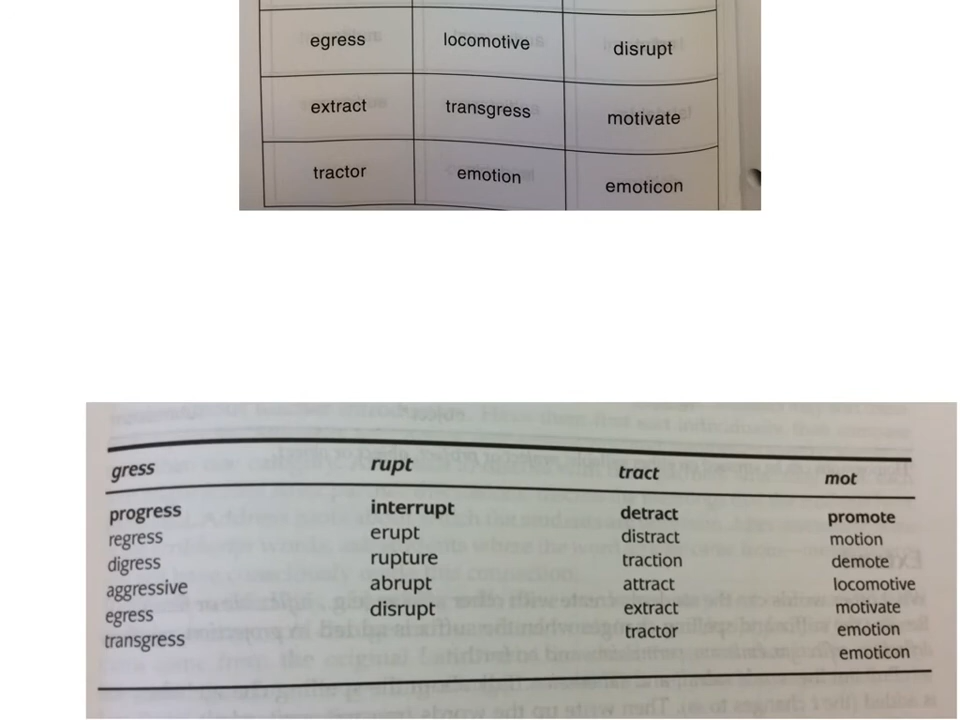 egress locomotive disrupt
extract transgress motivate
tractor emotion emoticon
gress rupt tract mot
progress interrupt detract promote
regress erupt distract motion
digress rupture traction demote
aggressive abrupt attract locomotive
egress disrupt extract motivate
transgress tractor emotion
emoticon